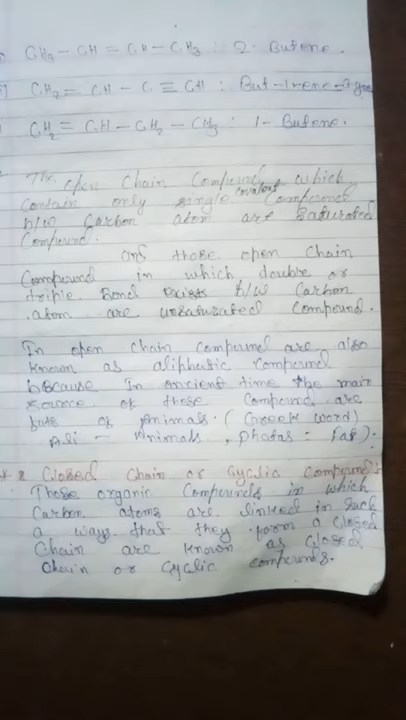 CH3 - CH = CH - CH3 : 2-Butene.
CH2 = CH - C ≡ CH : But-1-ene-3-yne
CH2 = CH - CH2 - CH3 : 1-Butene.
The open Chain Compound which
contain only single covalent Compound
b/w Carbon atom are Saturated
Compound.
and those open Chain
Compound in which double or
triple Bond exists b/w Carbon
atom are unsaturated Compound.
In open chain Compound are also
known as aliphatic Compound
because In ancient time the main
source of these Compound are
fats of Animals. (Greek word)
Ali - Animals, phatas = Fat).
2 Closed Chain or Cyclic Compounds
Those organic Compounds in which
Carbon atoms are linked in such
a ways that they form a Closed
Chain are known as Closed
Chain or Cyclic compounds.